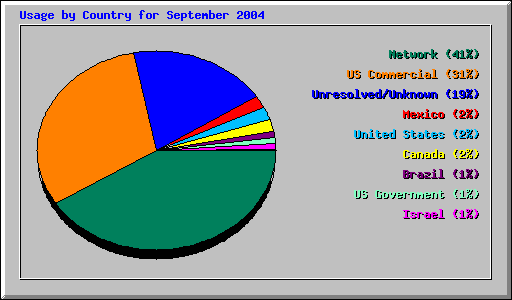 Usage by Country for September 2004
Network (41%)
US Commercial (31%)
Unresolved/Unknown (19%)
Mexico (2%)
United States (2%)
Canada (2%)
Brazil (1%)
US Government (1%)
Israel (1%)